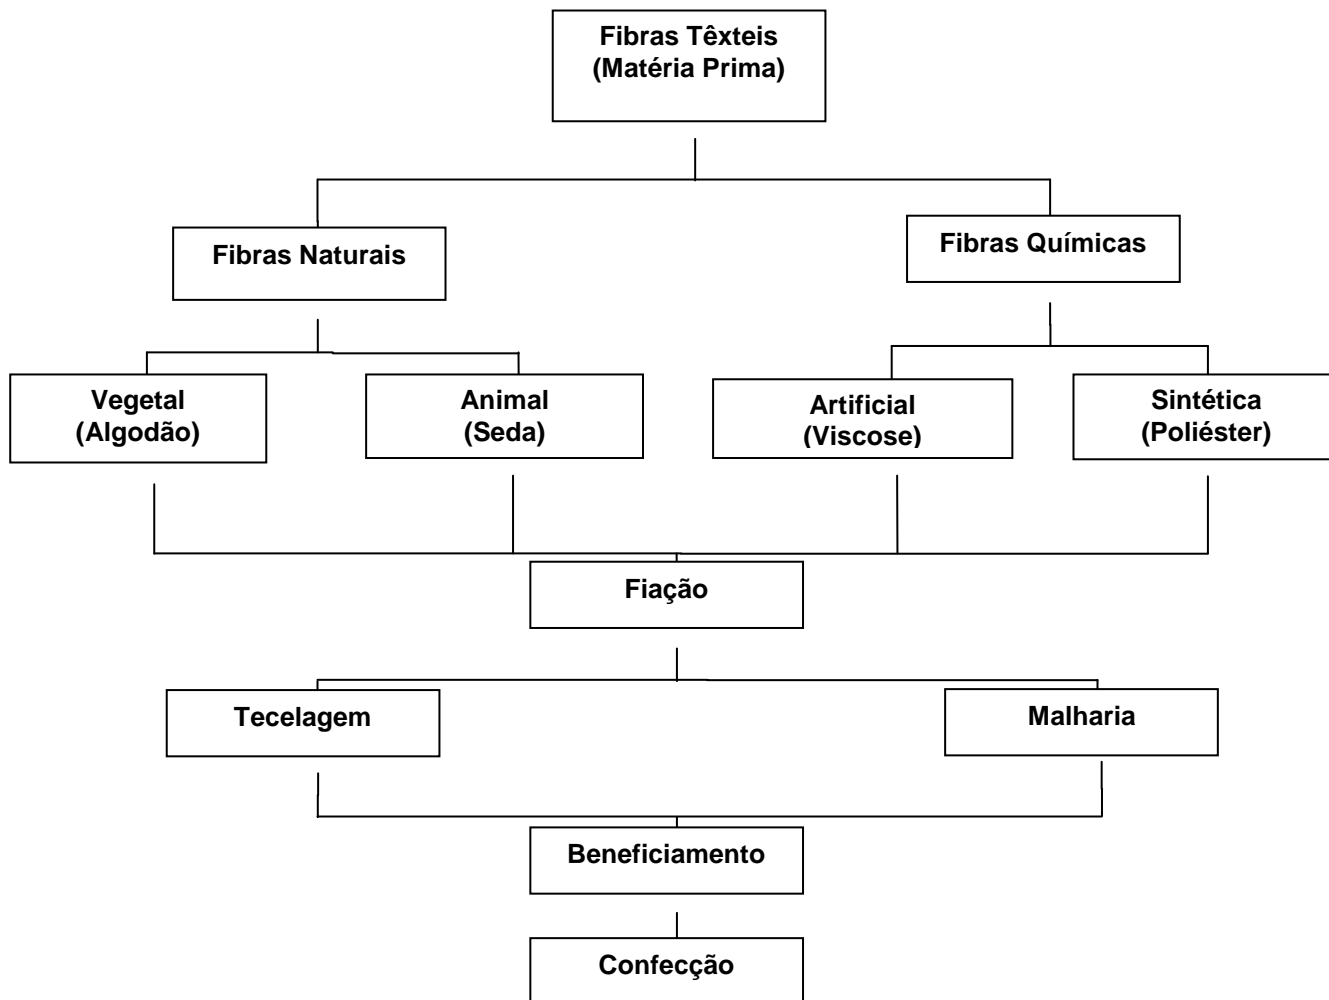 Fibras Têxteis
(Matéria Prima)
Fibras Naturais
Fibras Químicas
Vegetal
(Algodão)
Animal
(Seda)
Artificial
(Viscose)
Sintética
(Poliéster)
Fiação
Tecelagem
Malharia
Beneficiamento
Confecção